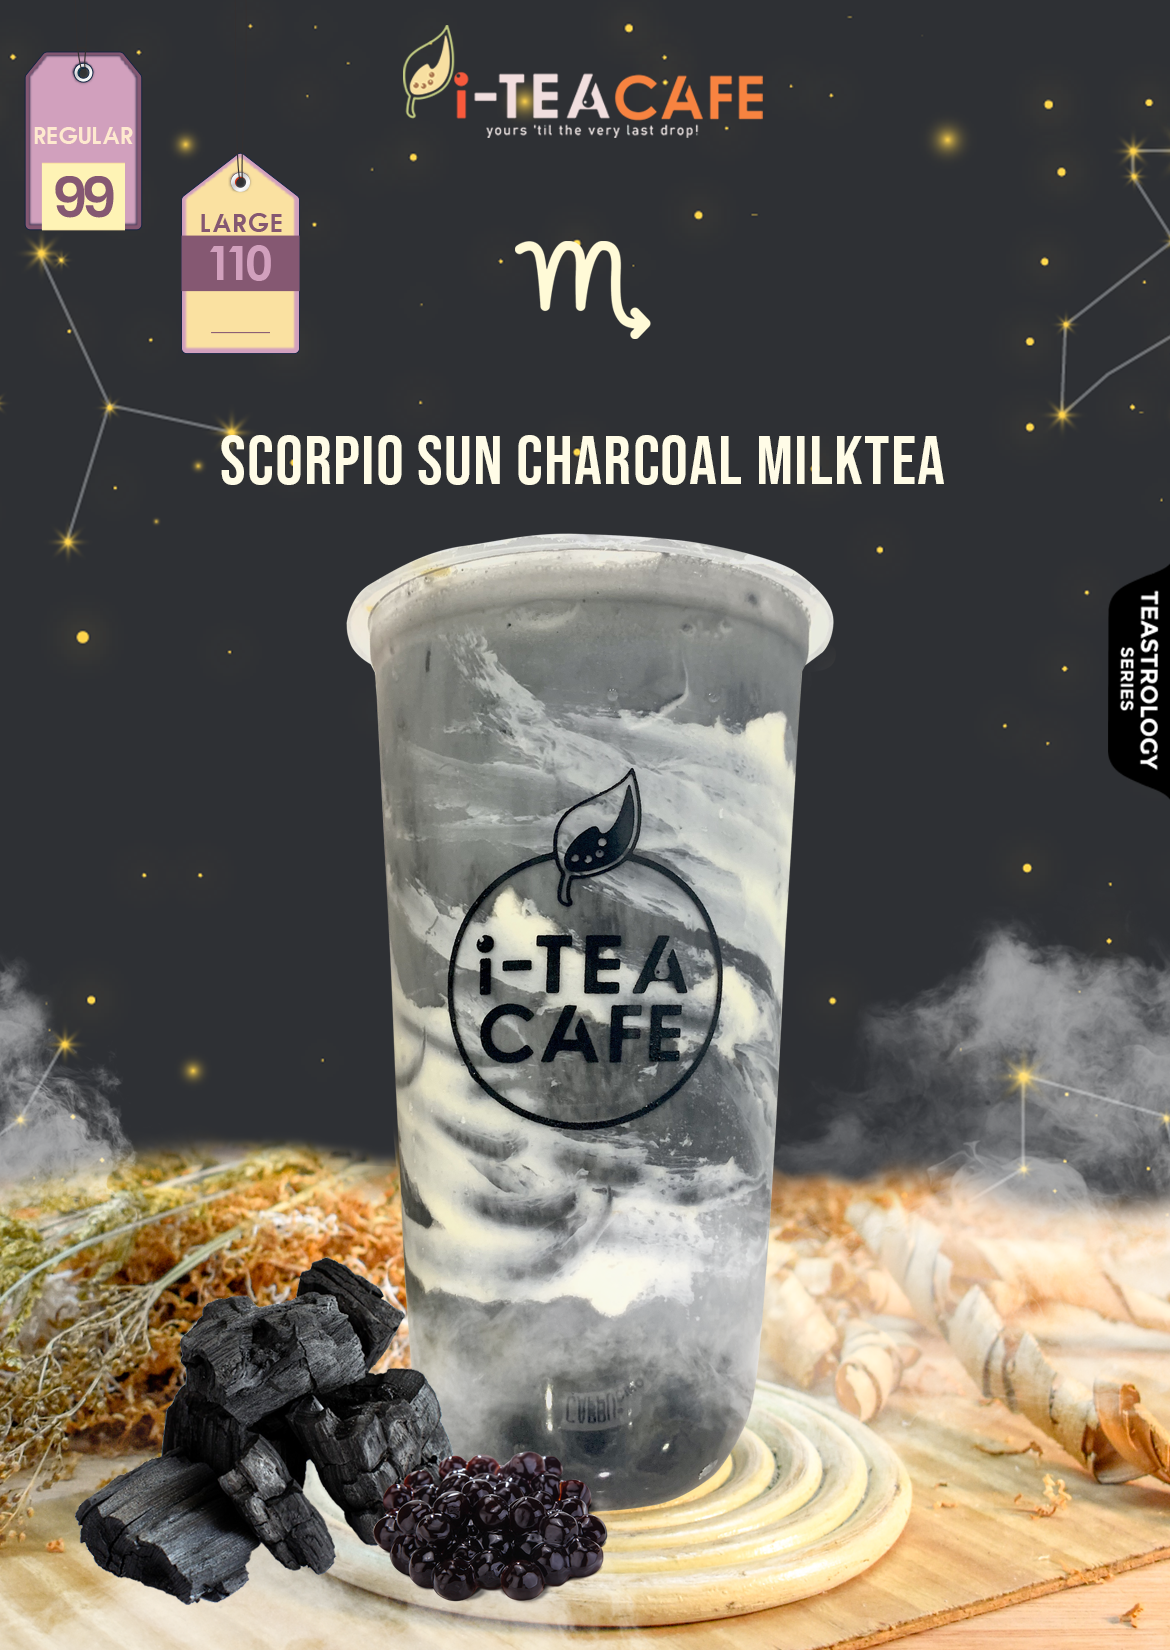 i-TEACAFE
yours 'til the very last drop!
REGULAR
99
LARGE
110
SCORPIO SUN CHARCOAL MILKTEA
TEASTROLOGY
SERIES
i-TEA
CAFE